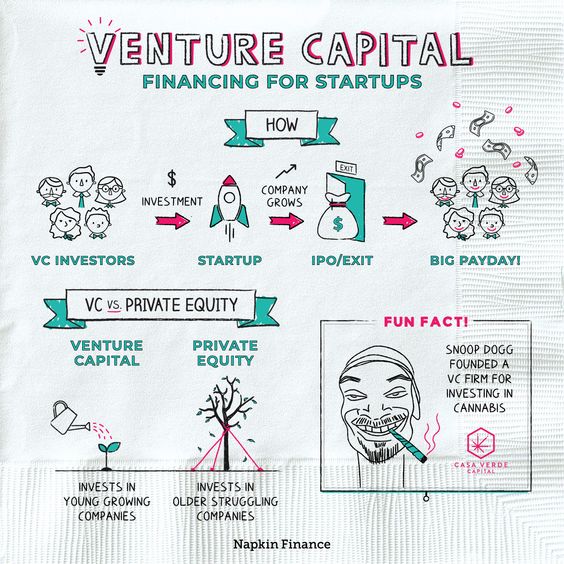 VENTURE CAPITAL
FINANCING FOR STARTUPS
HOW
$
INVESTMENT
COMPANY
GROWS
EXIT
$
VC INVESTORS
STARTUP
IPO/EXIT
BIG PAYDAY!
VC VS. PRIVATE EQUITY
VENTURE
CAPITAL
PRIVATE
EQUITY
INVESTS IN
YOUNG GROWING
COMPANIES
INVESTS IN
OLDER STRUGGLING
COMPANIES
FUN FACT!
SNOOP DOGG
FOUNDED A
VC FIRM FOR
INVESTING IN
CANNABIS
CASA VERDE
CAPITAL
Napkin Finance